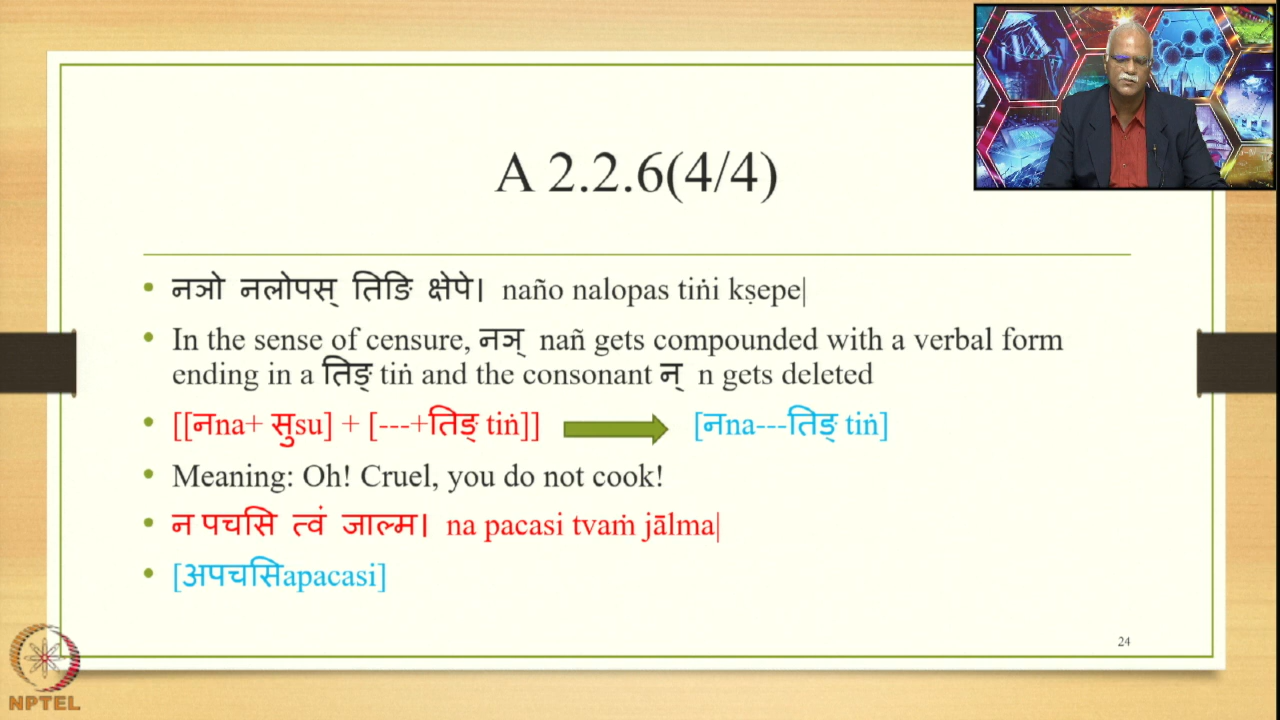 A 2.2.6(4/4)
• नञो नलोपस् तिङि क्षेपे। naño nalopas tiṅi kṣepe|
• In the sense of censure, नञ् nañ gets compounded with a verbal form
ending in a तिङ् tiṅ and the consonant न् n gets deleted
• [[नna+ सुsu] + [---+तिङ् tiṅ]] [नna---तिङ् tiṅ]
• Meaning: Oh! Cruel, you do not cook!
• न पचसि त्वं जाल्म। na pacasi tvaṁ jālma|
• [अपचसिapacasi]
24
NPTEL